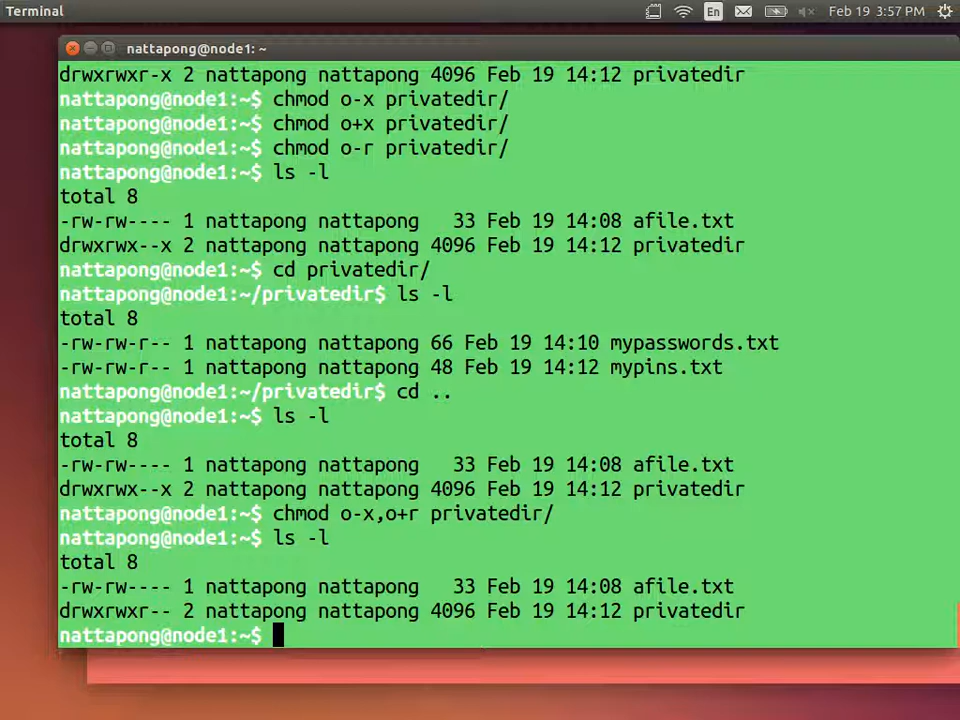 Terminal
En
Feb 19 3:57 PM
nattapong@node1: ~
drwxrwxr-x 2 nattapong nattapong 4096 Feb 19 14:12 privatedir
nattapong@node1:~$ chmod o-x privatedir/
nattapong@node1:~$ chmod o+x privatedir/
nattapong@node1:~$ chmod o-r privatedir/
nattapong@node1:~$ ls -l
total 8
-rw-rw---- 1 nattapong nattapong   33 Feb 19 14:08 afile.txt
drwxrwx--x 2 nattapong nattapong 4096 Feb 19 14:12 privatedir
nattapong@node1:~$ cd privatedir/
nattapong@node1:~/privatedir$ ls -l
total 8
-rw-rw-r-- 1 nattapong nattapong 66 Feb 19 14:10 mypasswords.txt
-rw-rw-r-- 1 nattapong nattapong 48 Feb 19 14:12 mypins.txt
nattapong@node1:~/privatedir$ cd ..
nattapong@node1:~$ ls -l
total 8
-rw-rw---- 1 nattapong nattapong   33 Feb 19 14:08 afile.txt
drwxrwx--x 2 nattapong nattapong 4096 Feb 19 14:12 privatedir
nattapong@node1:~$ chmod o-x,o+r privatedir/
nattapong@node1:~$ ls -l
total 8
-rw-rw---- 1 nattapong nattapong   33 Feb 19 14:08 afile.txt
drwxrwxr-- 2 nattapong nattapong 4096 Feb 19 14:12 privatedir
nattapong@node1:~$